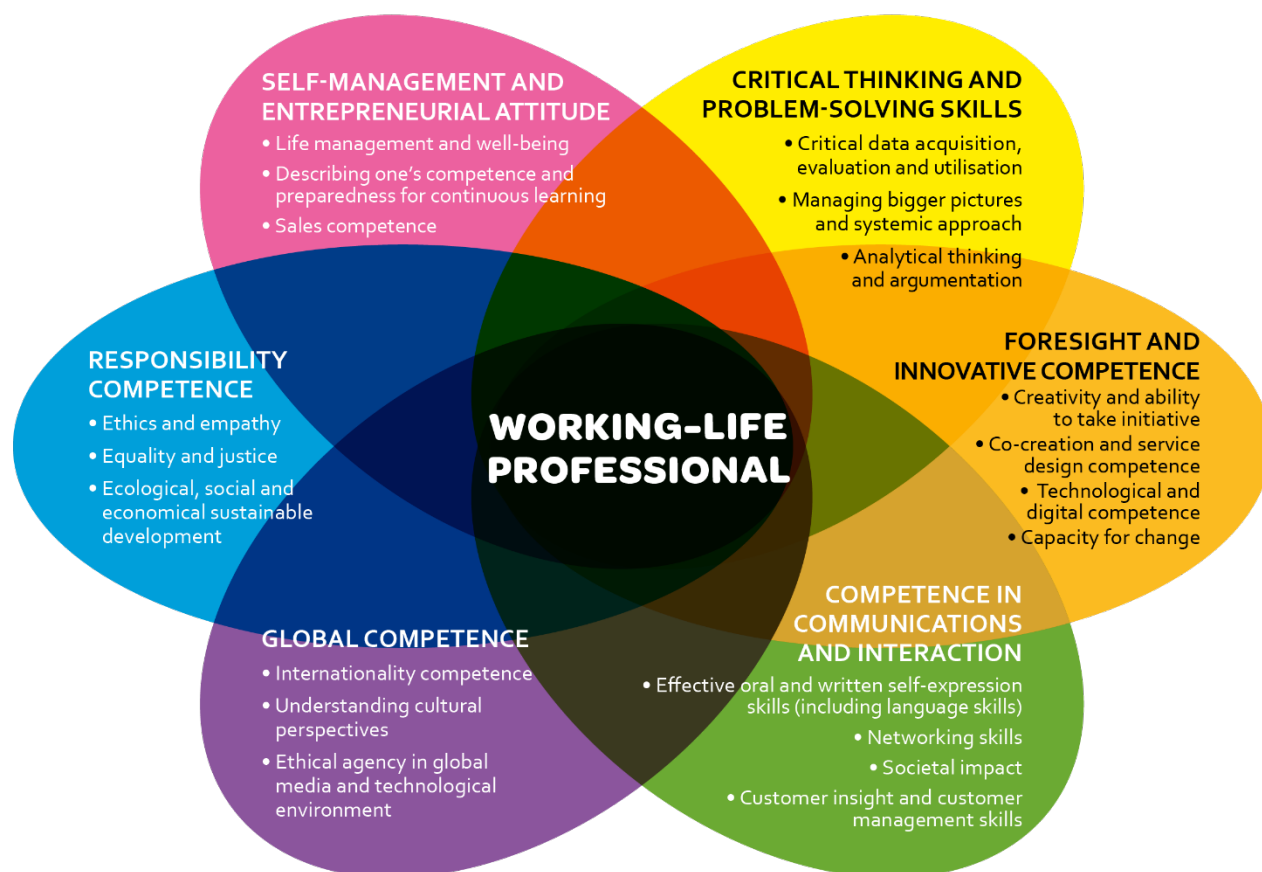 SELF-MANAGEMENT AND
ENTREPRENEURIAL ATTITUDE
• Life management and well-being
• Describing one's competence and
preparedness for continuous learning
• Sales competence
CRITICAL THINKING AND
PROBLEM-SOLVING SKILLS
• Critical data acquisition,
evaluation and utilisation
• Managing bigger pictures
and systemic approach
• Analytical thinking
and argumentation
RESPONSIBILITY
COMPETENCE
• Ethics and empathy
• Equality and justice
• Ecological, social and
economical sustainable
development
WORKING-LIFE
PROFESSIONAL
FORESIGHT AND
INNOVATIVE COMPETENCE
• Creativity and ability
to take initiative
• Co-creation and service
design competence
• Technological and
digital competence
• Capacity for change
GLOBAL COMPETENCE
• Internationality competence
• Understanding cultural
perspectives
• Ethical agency in global
media and technological
environment
COMPETENCE IN
COMMUNICATIONS
AND INTERACTION
• Effective oral and written self-expression
skills (including language skills)
• Networking skills
• Societal impact
• Customer insight and customer
management skills